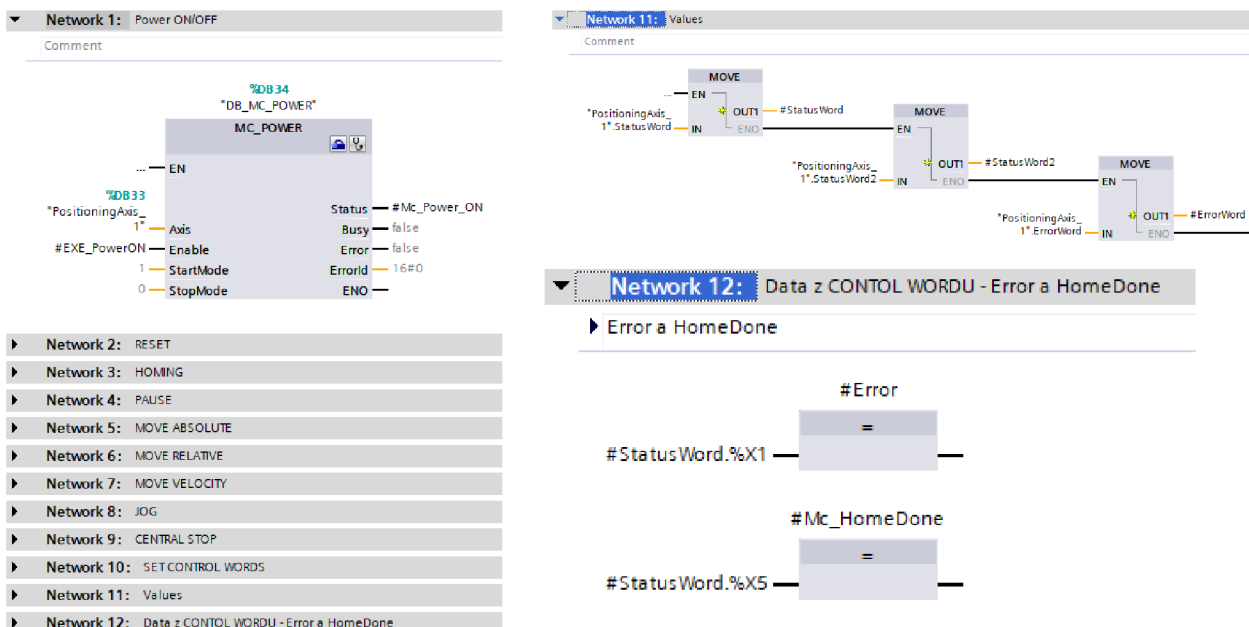 Network 1: Power ON/OFF
Comment
%DB34
"DB_MC_POWER"
MC_POWER
... EN
%DB33
"PositioningAxis_
1" Axis
#EXE_PowerON Enable
1 StartMode
0 StopMode
Status #Mc_Power_ON
Busy false
Error false
ErrorId 16#0
ENO
Network 2: RESET
Network 3: HOMING
Network 4: PAUSE
Network 5: MOVE ABSOLUTE
Network 6: MOVE RELATIVE
Network 7: MOVE VELOCITY
Network 8: JOG
Network 9: CENTRAL STOP
Network 10: SET CONTROL WORDS
Network 11: Values
Network 12: Data z CONTOL WORDU - Error a HomeDone
Network 11: Values
Comment
MOVE
... EN
"PositioningAxis_
1".StatusWord IN
OUT1 #StatusWord
ENO
MOVE
EN
"PositioningAxis_
1".StatusWord2 IN
OUT1 #StatusWord2
ENO
MOVE
EN
"PositioningAxis_
1".ErrorWord IN
OUT1 #ErrorWord
ENO
Network 12: Data z CONTOL WORDU - Error a HomeDone
Error a HomeDone
#Error
=
#StatusWord.%X1
#Mc_HomeDone
=
#StatusWord.%X5